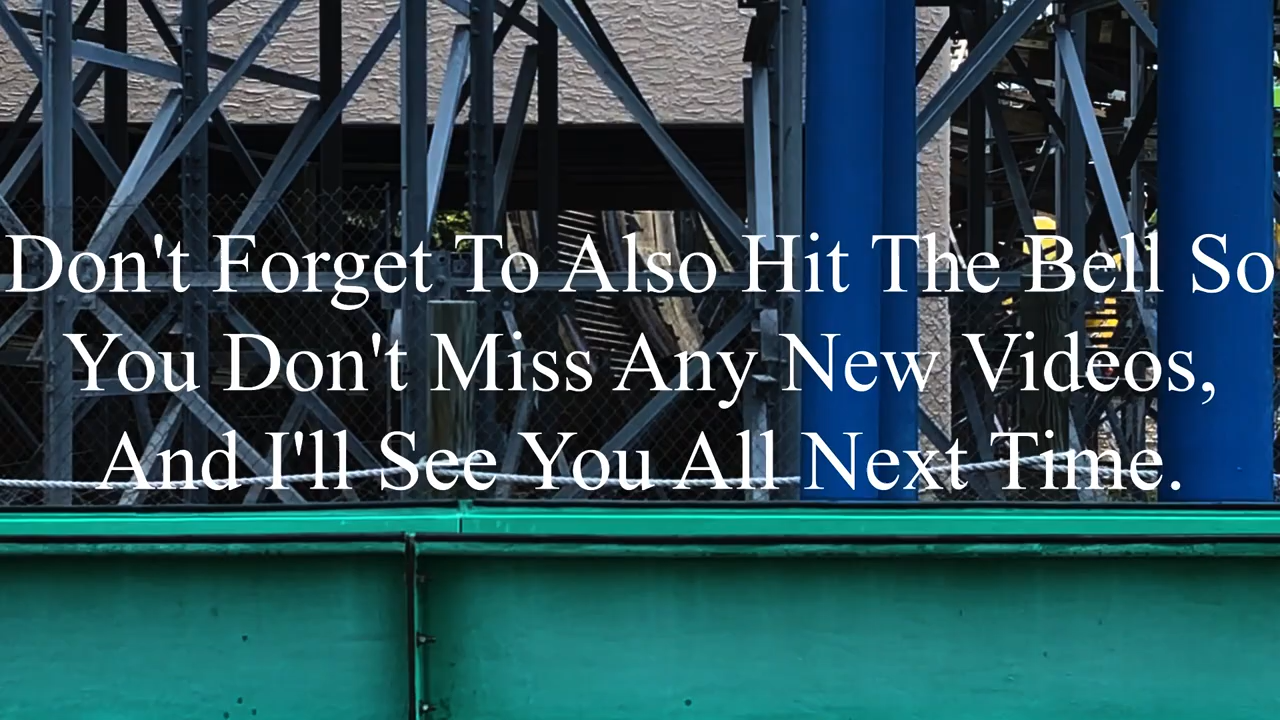 Don't Forget To Also Hit The Bell So
You Don't Miss Any New Videos,
And I'll See You All Next Time.